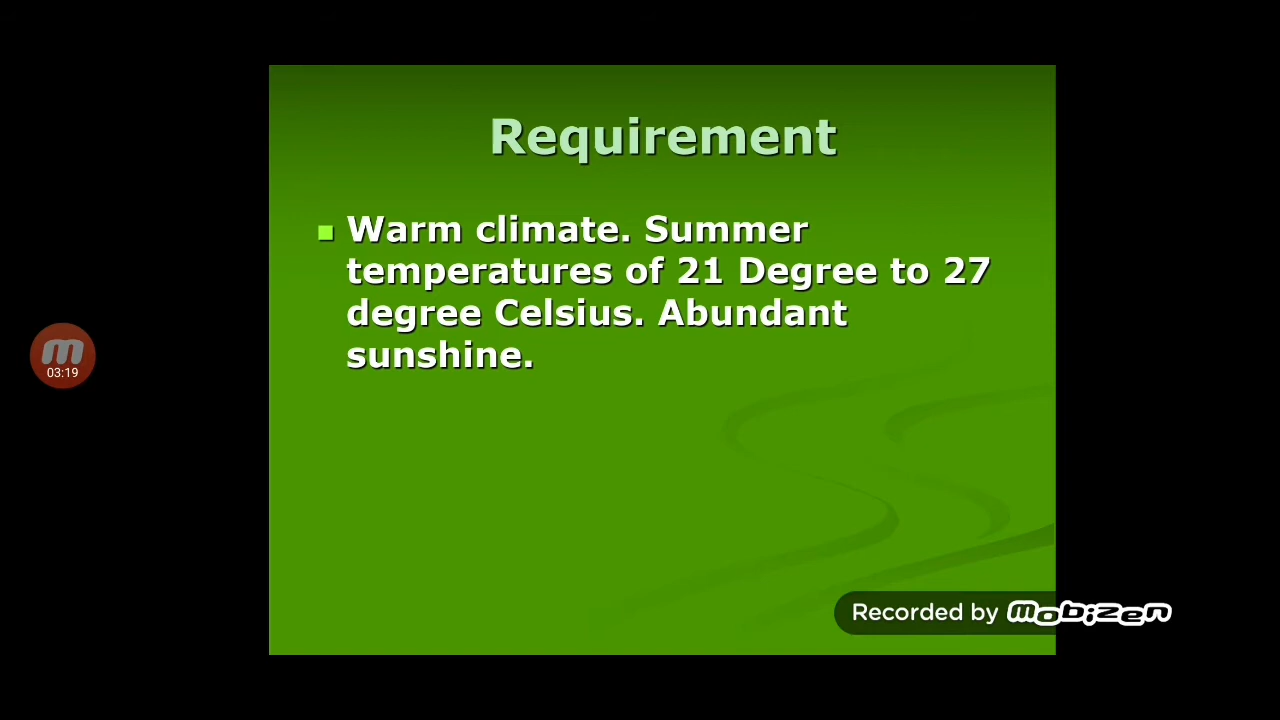 Requirement
Warm climate. Summer
temperatures of 21 Degree to 27
degree Celsius. Abundant
sunshine.
03:19
Recorded by mobizen